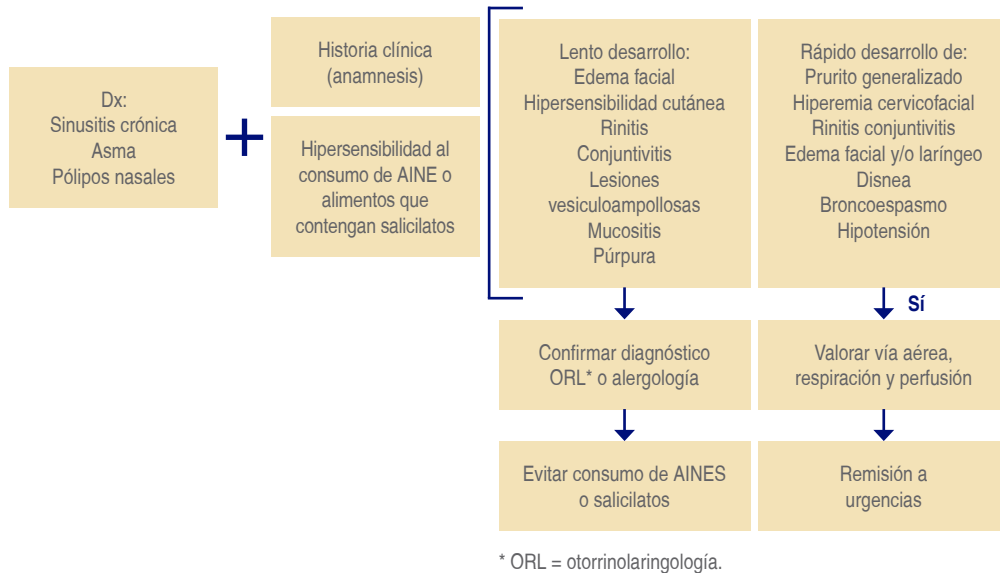 Dx:
Sinusitis crónica
Asma
Pólipos nasales
+
Historia clínica
(anamnesis)
Hipersensibilidad al
consumo de AINE o
alimentos que
contengan salicilatos
Lento desarrollo:
Edema facial
Hipersensibilidad cutánea
Rinitis
Conjuntivitis
Lesiones
vesiculoampollosas
Mucositis
Púrpura
Rápido desarrollo de:
Prurito generalizado
Hiperemia cervicofacial
Rinitis conjuntivitis
Edema facial y/o laríngeo
Disnea
Broncoespasmo
Hipotensión
Sí
Confirmar diagnóstico
ORL* o alergología
Valorar vía aérea,
respiración y perfusión
Evitar consumo de AINES
o salicilatos
Remisión a
urgencias
* ORL = otorrinolaringología.